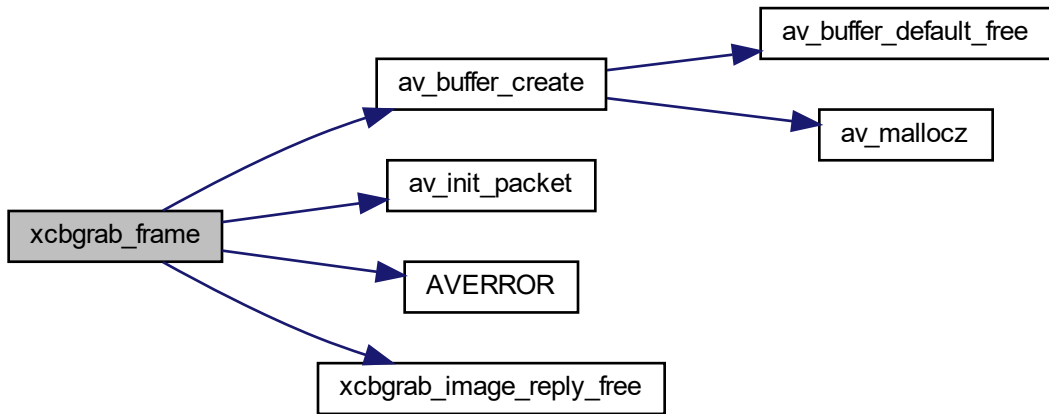 av_buffer_default_free
av_buffer_create
av_mallocz
av_init_packet
xcbgrab_frame
AVERROR
xcbgrab_image_reply_free